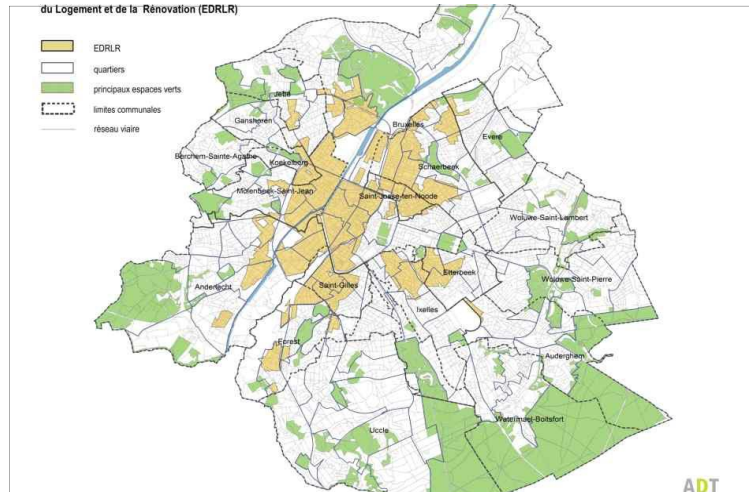 du Logement et de la Rénovation (EDRLR)
EDRLR
quartiers
principaux espaces verts
limites communales
réseau viaire
Jette
Ganshoren
Bruxelles
Evere
Berchem-Sainte-Agathe
Koekelberg
Schaerbeek
Molenbeek-Saint-Jean
Saint-Josse-ten-Noode
Woluwe-Saint-Lambert
Etterbeek
Woluwe-Saint-Pierre
Anderlecht
Saint-Gilles
Ixelles
Forest
Auderghem
Watermael-Boitsfort
Uccle
ADT